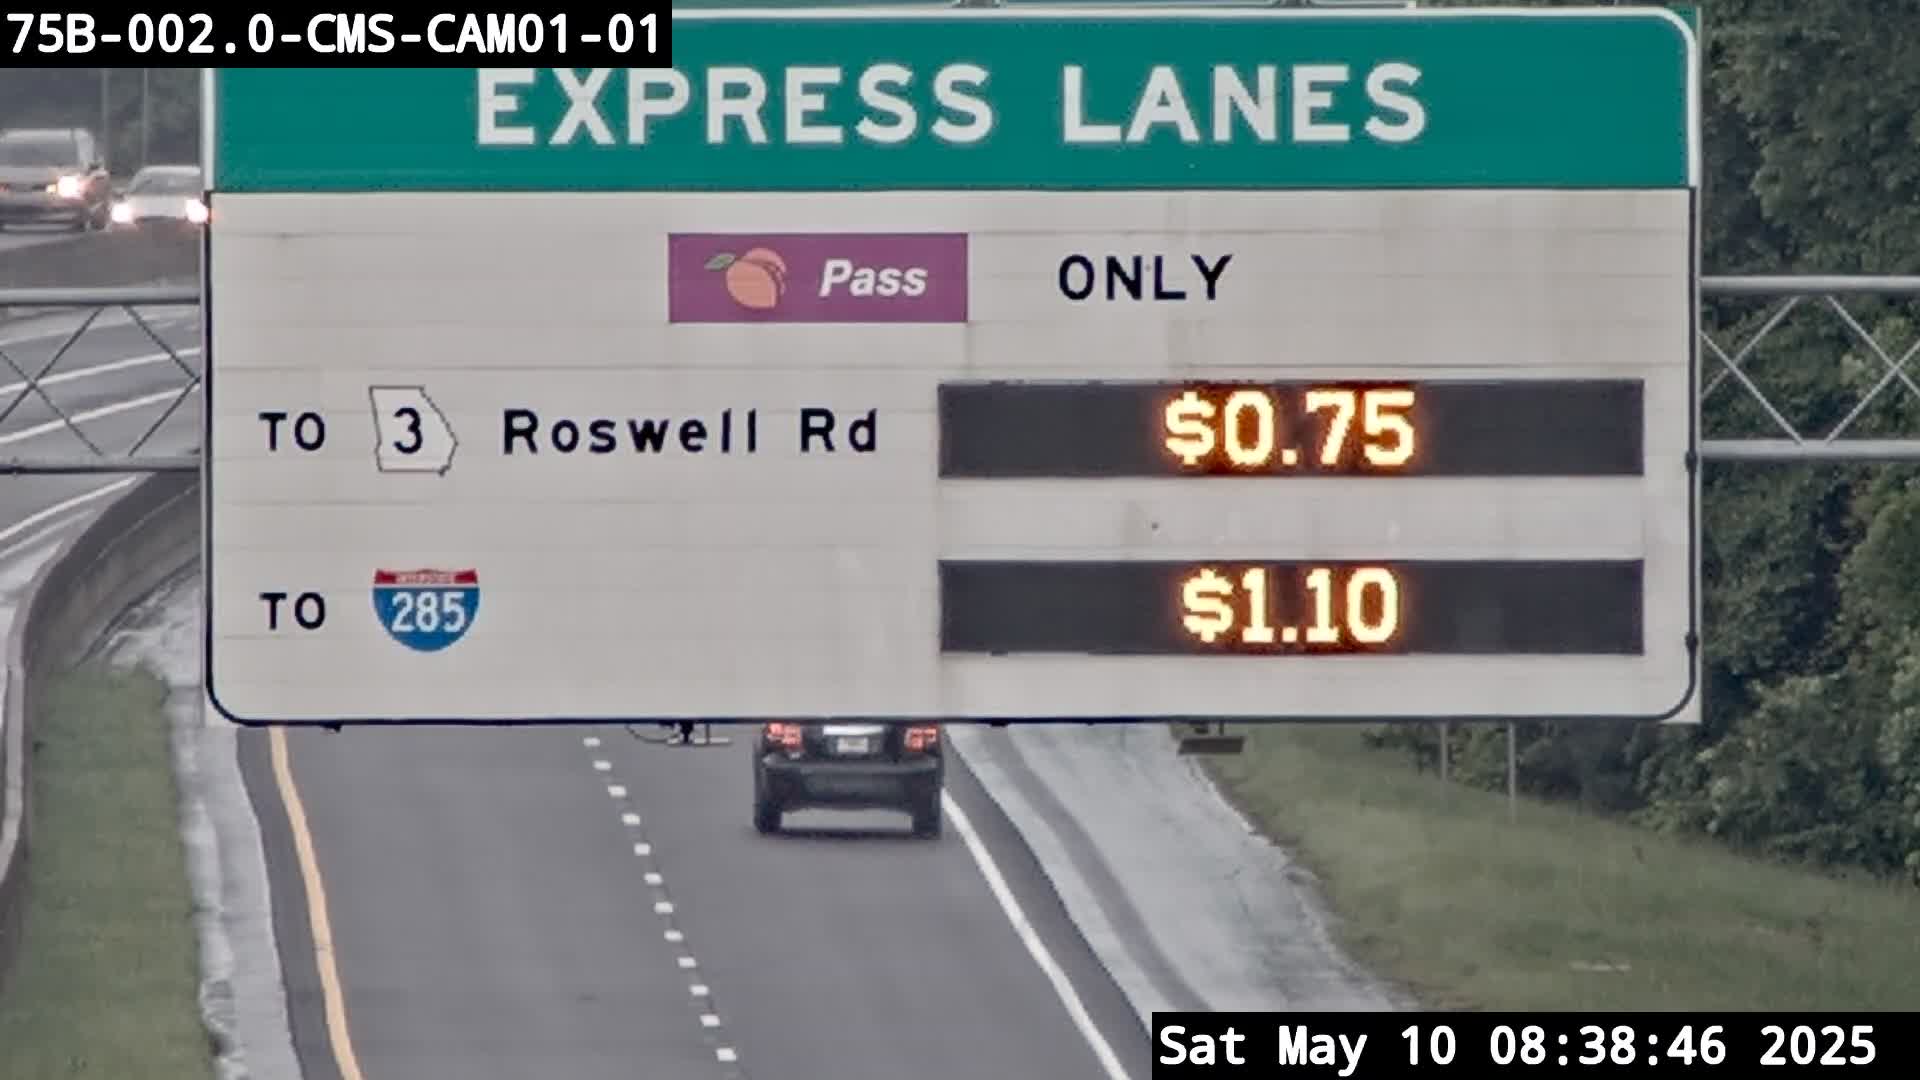 75B-002.0-CMS-CAM01-01
EXPRESS LANES
Pass ONLY
TO 3 Roswell Rd $0.75
TO 285 $1.10
Sat May 10 08:38:46 2025